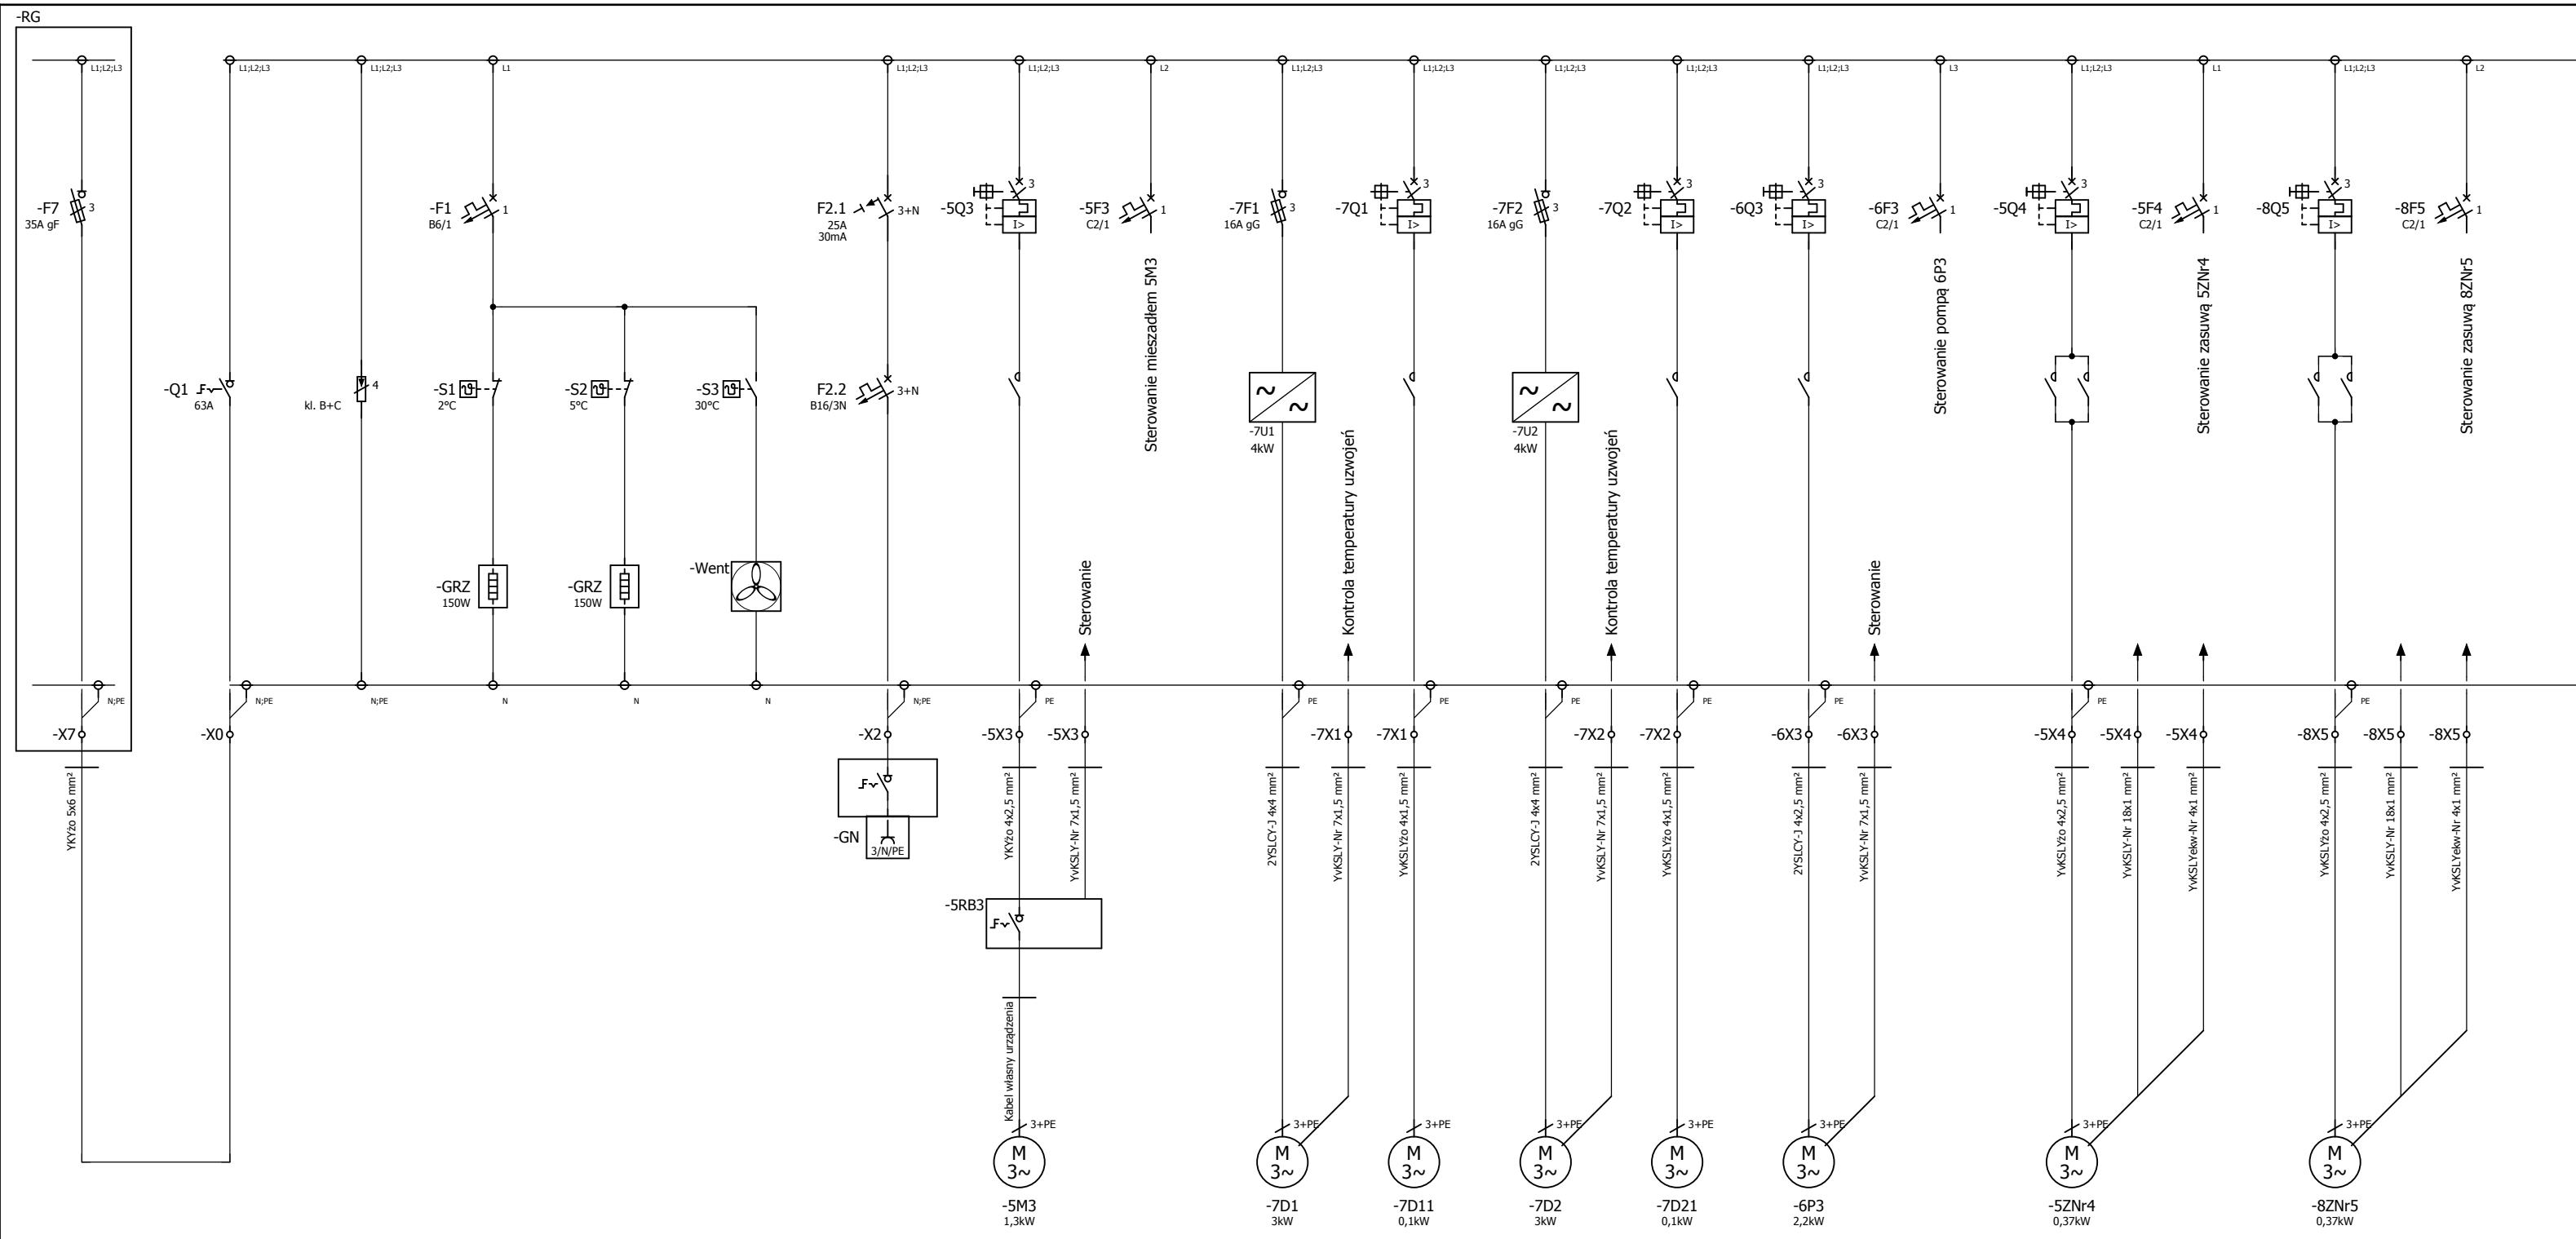 -RG
L1;L2;L3
L1;L2;L3
L1;L2;L3
L1
L1;L2;L3
L1;L2;L3
L2
L1;L2;L3
L1;L2;L3
L1;L2;L3
L1;L2;L3
L1;L2;L3
L3
L1;L2;L3
L1
L1;L2;L3
L2
-F7
35A gF
3
-F1
B6/1
1
F2.1
25A
30mA
3+N
-5Q3
3
I>
-5F3
C2/1
1
-7F1
16A gG
3
-7Q1
3
I>
-7F2
16A gG
3
-7Q2
3
I>
-6Q3
3
I>
-6F3
C2/1
1
-5Q4
3
I>
-5F4
C2/1
1
-8Q5
3
I>
-8F5
C2/1
1
Sterowanie mieszadłem 5M3
Sterowanie pompą 6P3
Sterowanie zasuwą 5ZNr4
Sterowanie zasuwą 8ZNr5
-Q1
63A
kl. B+C
4
-S1
2°C
-S2
5°C
-S3
30°C
F2.2
B16/3N
3+N
~
~
-7U1
4kW
~
~
-7U2
4kW
Kontrola temperatury uzwojeń
Kontrola temperatury uzwojeń
-GRZ
150W
-GRZ
150W
-Went
Sterowanie
Sterowanie
N;PE
N;PE
N;PE
N
N
N
N;PE
PE
PE
PE
PE
PE
PE
PE
PE
-X7
-X0
-X2
-5X3
-5X3
-7X1
-7X1
-7X2
-7X2
-6X3
-6X3
-5X4
-5X4
-5X4
-8X5
-8X5
-8X5
YKYżo 5x6 mm²
YKYżo 4x2,5 mm²
YvKSLY-Nr 7x1,5 mm²
2YSLCY-J 4x4 mm²
YvKSLY-Nr 7x1,5 mm²
YvKSLYżo 4x1,5 mm²
2YSLCY-J 4x4 mm²
YvKSLY-Nr 7x1,5 mm²
YvKSLYżo 4x1,5 mm²
2YSLCY-J 4x2,5 mm²
YvKSLY-Nr 7x1,5 mm²
YvKSLYżo 4x2,5 mm²
YvKSLY-Nr 18x1 mm²
YvKSLYekw-Nr 4x1 mm²
YvKSLYżo 4x2,5 mm²
YvKSLY-Nr 18x1 mm²
YvKSLYekw-Nr 4x1 mm²
-GN
3/N/PE
-5RB3
Kabel własny urządzenia
3+PE
3+PE
3+PE
3+PE
3+PE
3+PE
3+PE
3+PE
M
3~
M
3~
M
3~
M
3~
M
3~
M
3~
M
3~
M
3~
-5M3
1,3kW
-7D1
3kW
-7D11
0,1kW
-7D2
3kW
-7D21
0,1kW
-6P3
2,2kW
-5ZNr4
0,37kW
-8ZNr5
0,37kW